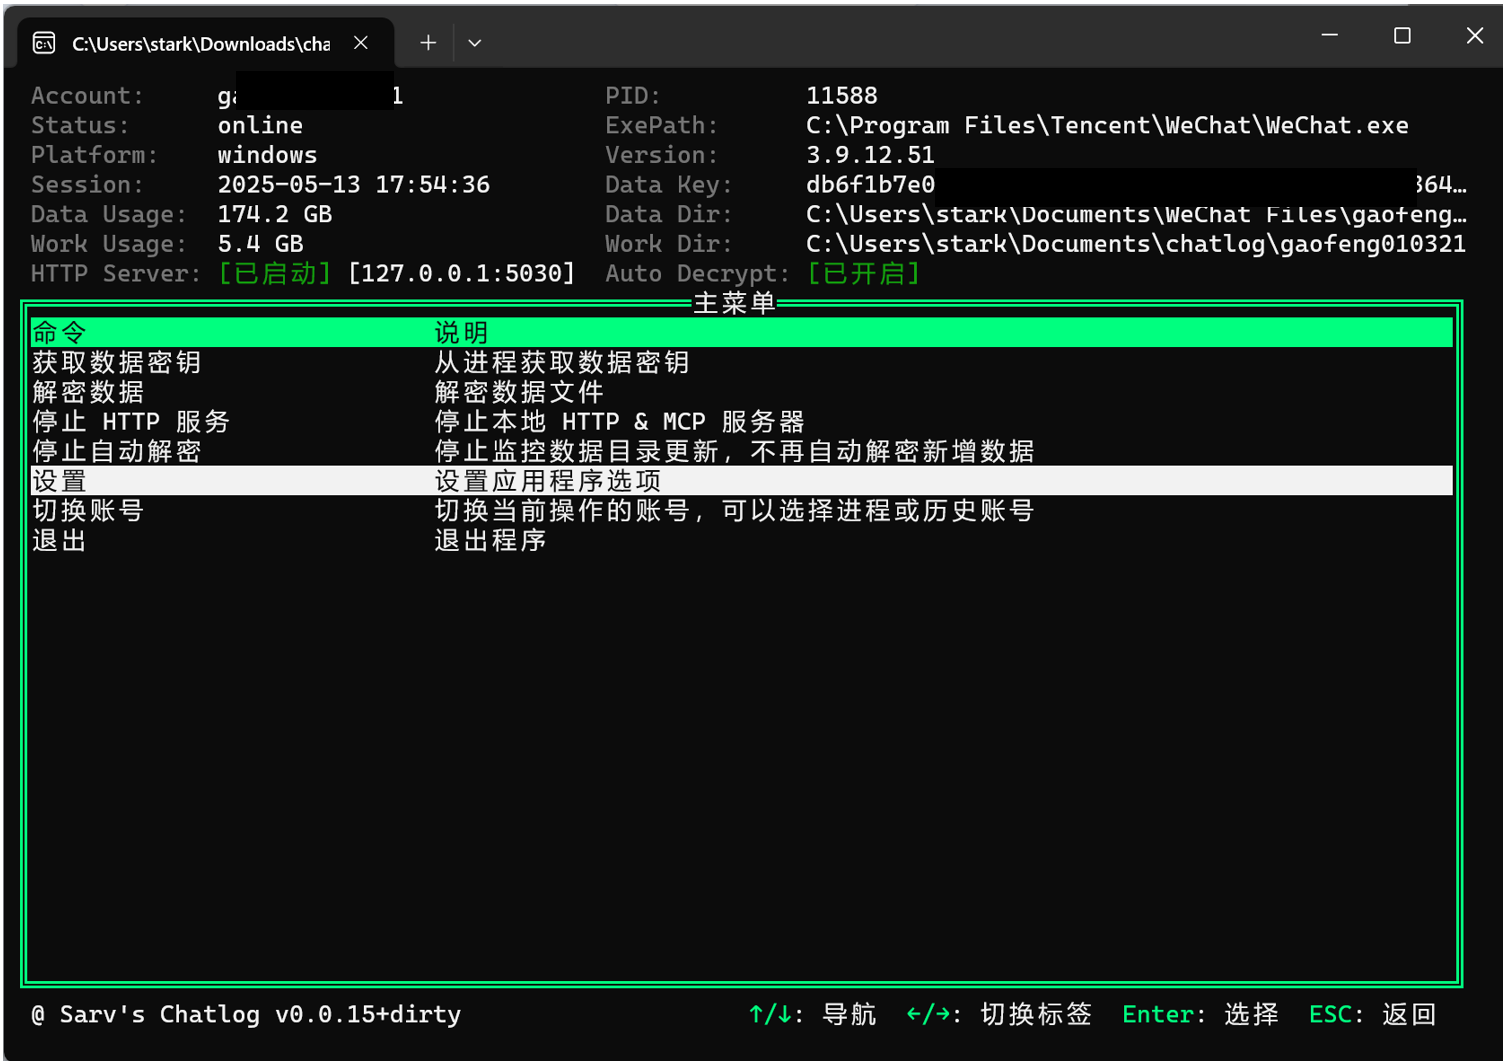 C:\Users\stark\Downloads\cha
Account: 1 PID: 11588
Status: online ExePath: C:\Program Files\Tencent\WeChat\WeChat.exe
Platform: windows Version: 3.9.12.51
Session: 2025-05-13 17:54:36 Data Key: db6f1b7e0 364…
Data Usage: 174.2 GB Data Dir: C:\Users\stark\Documents\WeChat Files\gaofeng…
Work Usage: 5.4 GB Work Dir: C:\Users\stark\Documents\chatlog\gaofeng010321
HTTP Server: [已启动] [127.0.0.1:5030] Auto Decrypt: [已开启]
主菜单
命令 说明
获取数据密钥 从进程获取数据密钥
解密数据 解密数据文件
停止 HTTP 服务 停止本地 HTTP & MCP 服务器
停止自动解密 停止监控数据目录更新，不再自动解密新增数据
设置 设置应用程序选项
切换账号 切换当前操作的账号，可以选择进程或历史账号
退出 退出程序
@ Sarv's Chatlog v0.0.15+dirty ↑/↓: 导航 ←/→: 切换标签 Enter: 选择 ESC: 返回